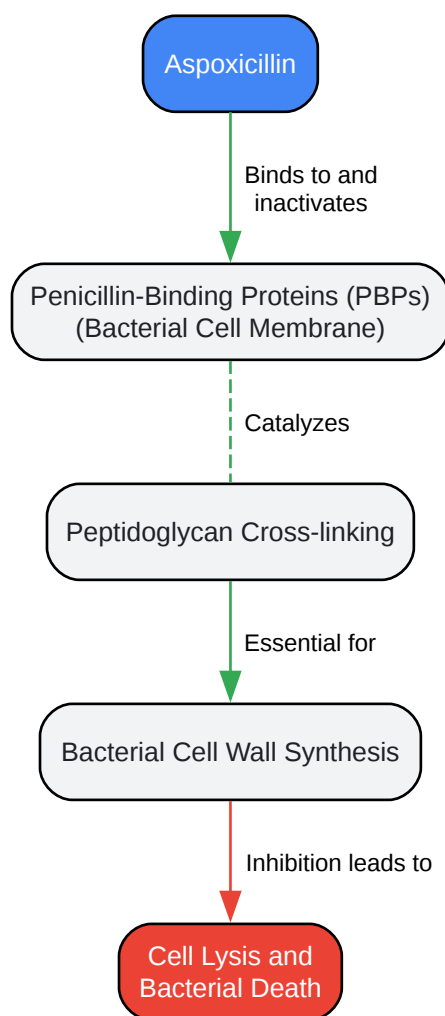 Aspoxicillin
Binds to and
inactivates
Penicillin-Binding Proteins (PBPs)
(Bacterial Cell Membrane)
Catalyzes
Peptidoglycan Cross-linking
Essential for
Bacterial Cell Wall Synthesis
Inhibition leads to
Cell Lysis and
Bacterial Death